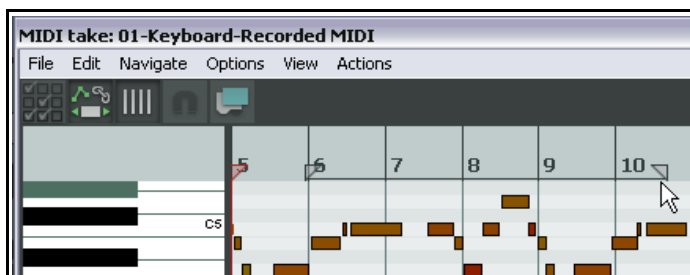 MIDI take: 01-Keyboard-Recorded MIDI
File Edit Navigate Options View Actions
5 6 7 8 9 10
C5